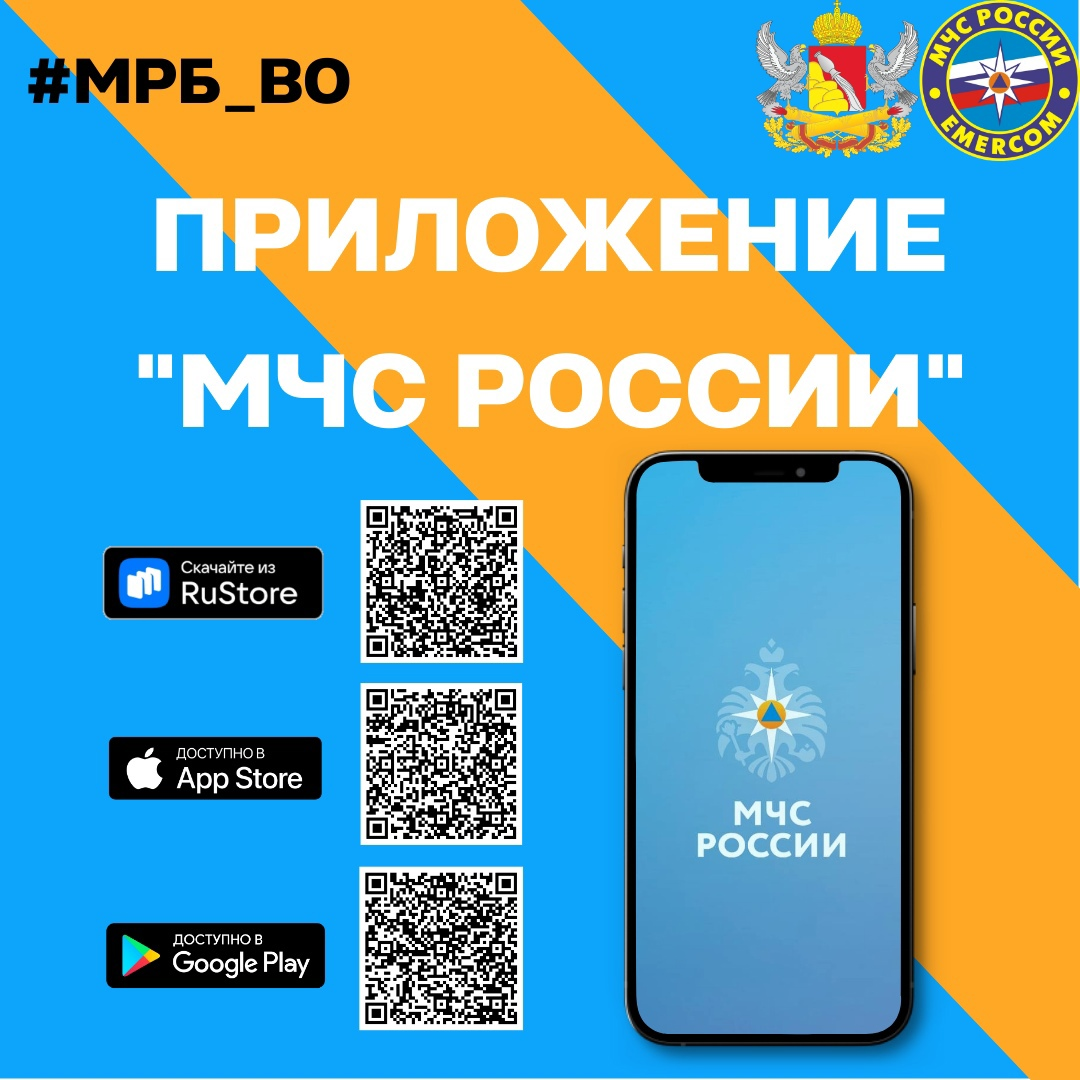 #МРБ_ВО
МЧС РОССИИ
EMERCOM
ПРИЛОЖЕНИЕ
"МЧС РОССИИ"
Скачайте из
RuStore
ДОСТУПНО В
App Store
ДОСТУПНО В
Google Play
МЧС
РОССИИ